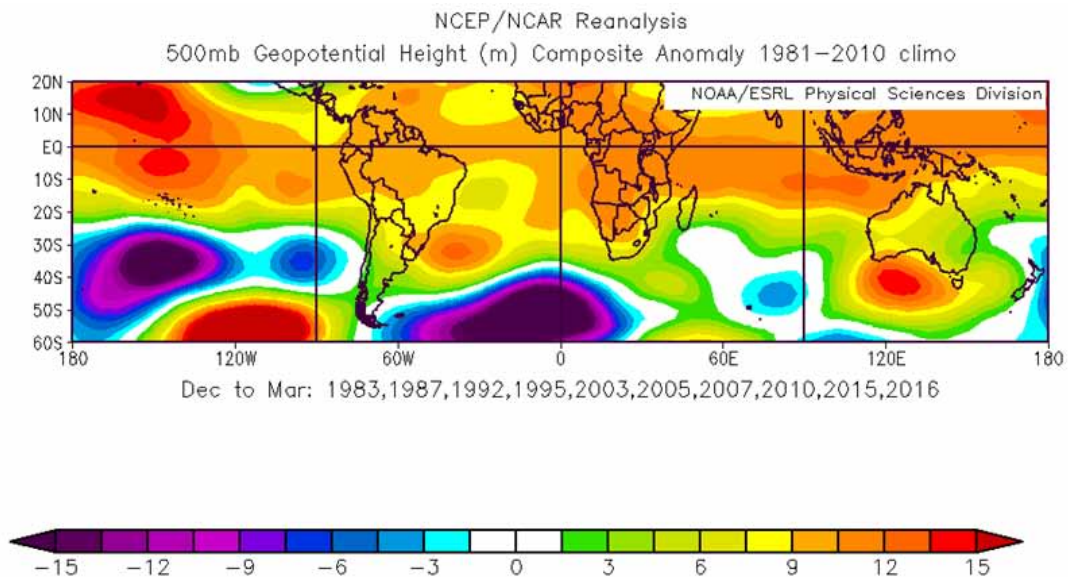 NCEP/NCAR Reanalysis
500mb Geopotential Height (m) Composite Anomaly 1981−2010 climo
NOAA/ESRL Physical Sciences Division
20N
10N
EQ
10S
20S
30S
40S
50S
60S
180 120W 60W 0 60E 120E 180
Dec to Mar: 1983,1987,1992,1995,2003,2005,2007,2010,2015,2016
−15 −12 −9 −6 −3 0 3 6 9 12 15